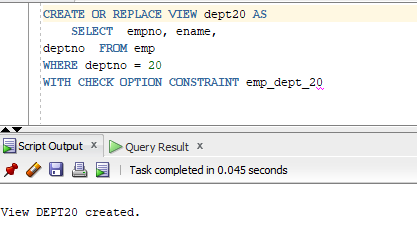 CREATE OR REPLACE VIEW dept20 AS
SELECT empno, ename,
deptno FROM emp
WHERE deptno = 20
WITH CHECK OPTION CONSTRAINT emp_dept_20
Script Output x Query Result x
Task completed in 0.045 seconds
View DEPT20 created.